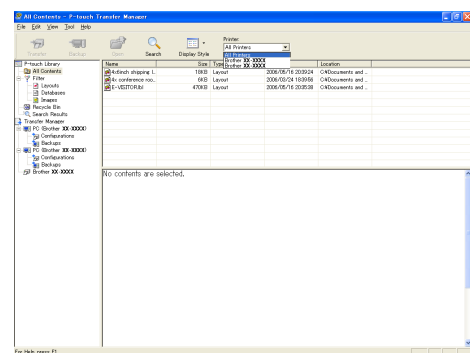 All Contents - P-touch Transfer Manager
File Edit View Tool Help
Transfer Backup Open Search Display Style
Printer:
All Printers
All Printers
Brother XX-XXXX
Brother XX-XXXX
P-touch Library
All Contents
Filter
Layouts
Databases
Images
Recycle Bin
Search Results
Transfer Manager
PC (Brother XX-XXXX)
Configurations
Backups
PC (Brother XX-XXXX)
Configurations
Backups
Brother XX-XXXX
Name Size Type Location
4x6inch shipping l... 18KB Layout 2006/05/16 20:39:24 C:¥Documents and ...
4x conference roo... 6KB Layout 2006/03/24 18:39:56 C:¥Documents and ...
E-VISITOR.lbl 470KB Layout 2006/05/16 20:35:38 C:¥Documents and ...
No contents are selected.
For Help, press F1